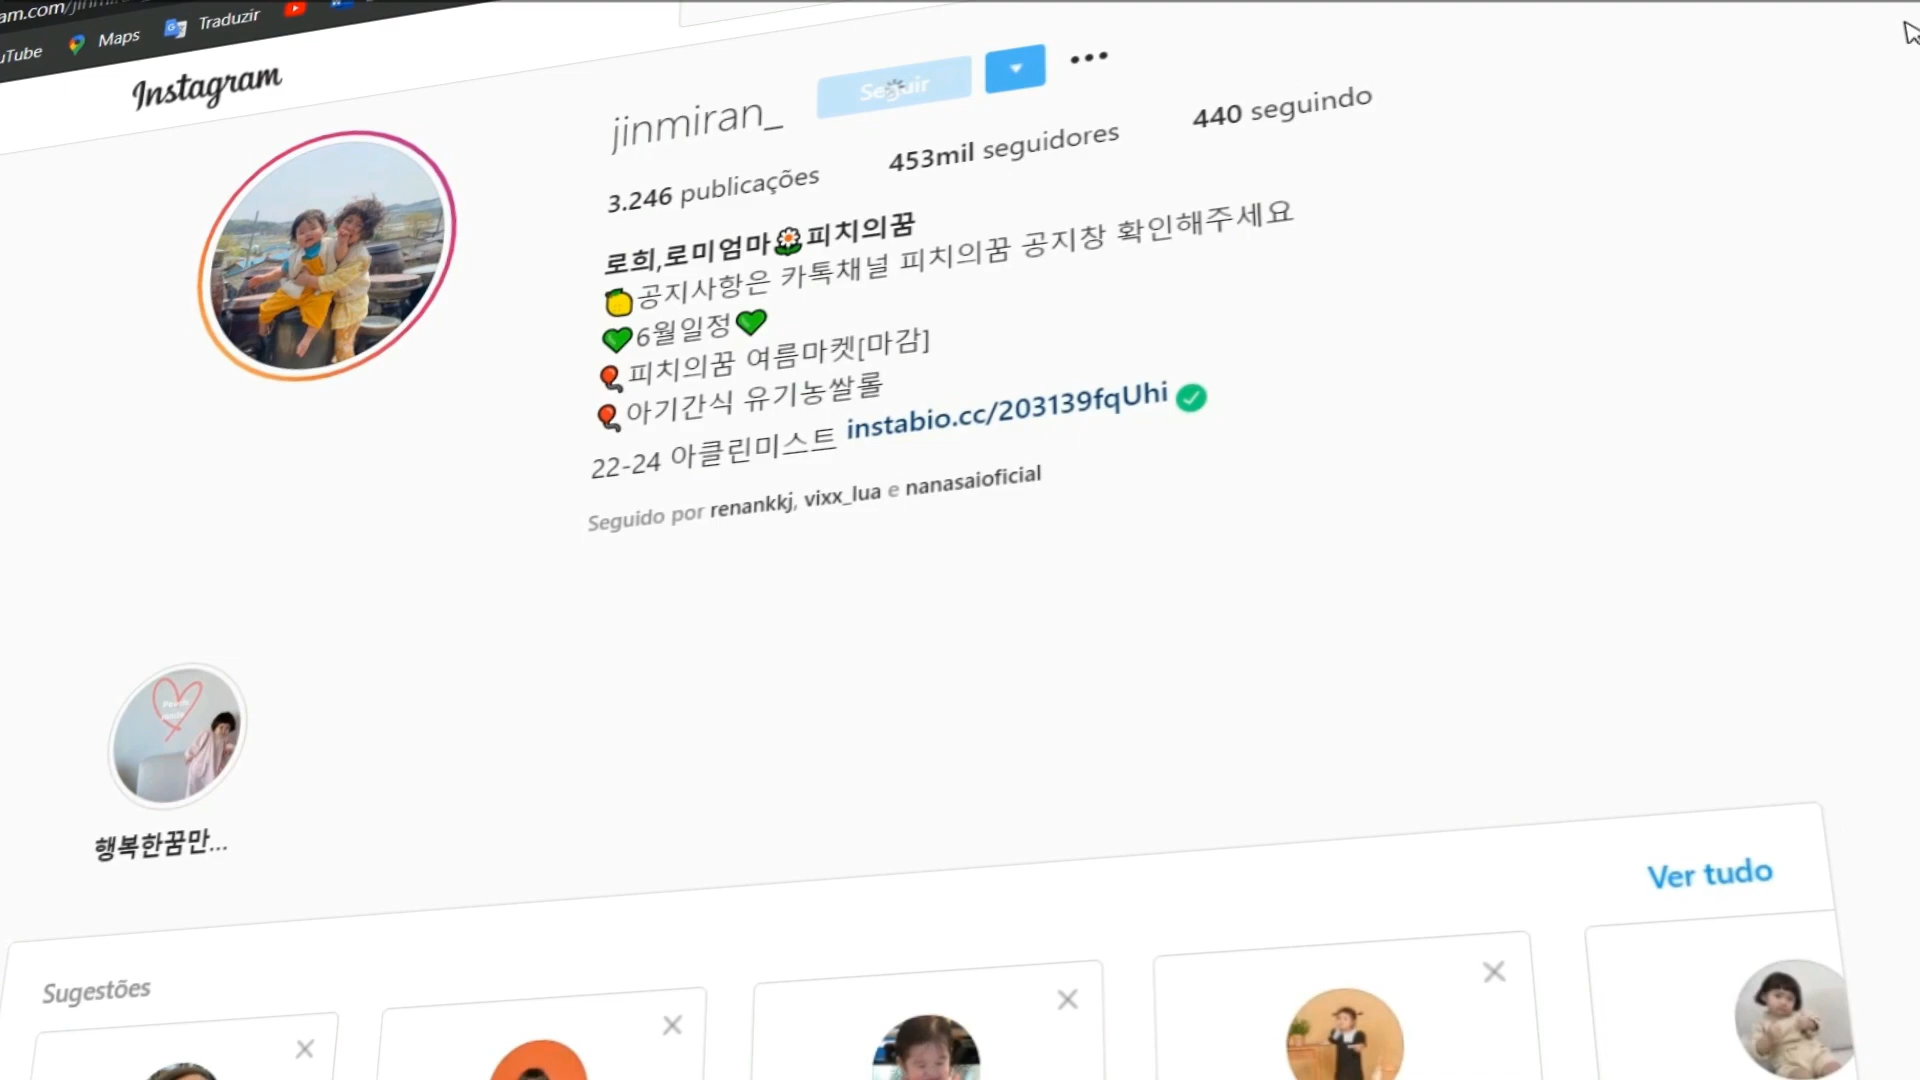 uTube
Maps
Traduzir
Instagram
jinmiran_
Seguir
3.246 publicações
453mil seguidores
440 seguindo
로희,로미엄마🌼피치의꿈
🍋공지사항은 카톡채널 피치의꿈 공지창 확인해주세요
💚6월일정💚
🎈피치의꿈 여름마켓[마감]
🎈아기간식 유기농쌀롤
22-24 아클린미스트 instabio.cc/203139fqUhi
Seguido por renankkj, vixx_lua e nanasaioficial
행복한꿈만...
Ver tudo
Sugestões